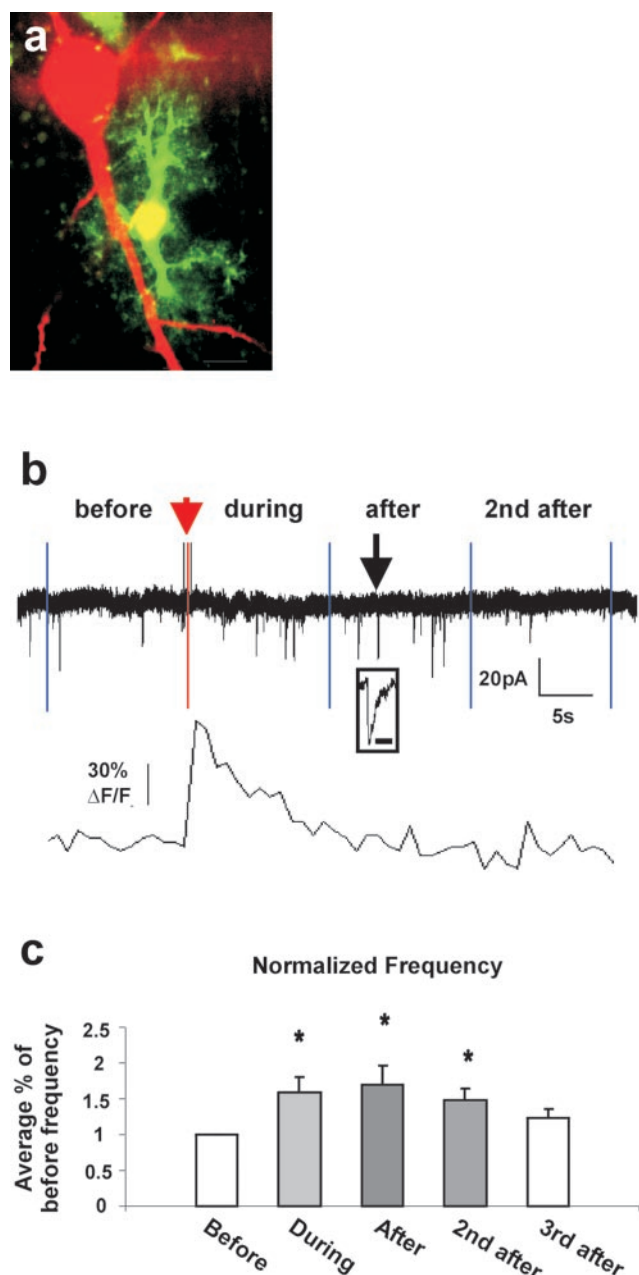 a
b
before during after 2nd after
20pA
5s
30%
ΔF/F
c
Normalized Frequency
Average % of
before frequency
2.5
*
*
*
2
1.5
1
0.5
0
Before During After 2nd after 3rd after